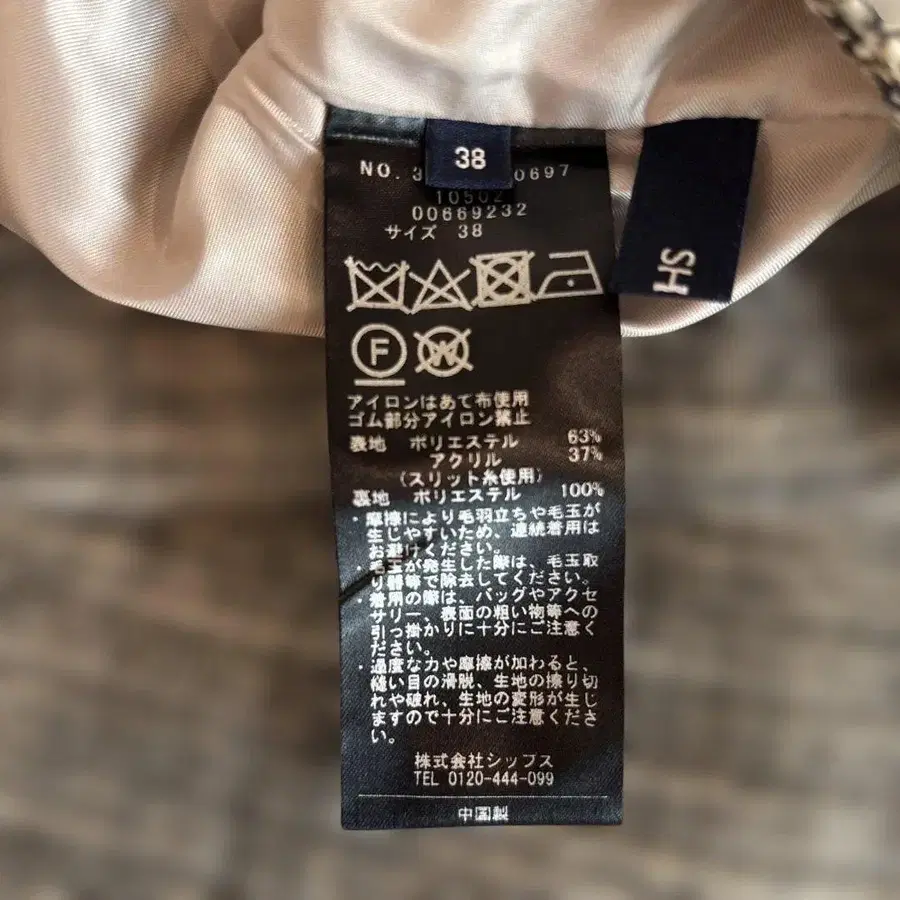 38
NO. 3 0697
10502
00669232
サイズ 38
SH
F
W
アイロンはあて布使用
ゴム部分アイロン禁止
表地 ポリエステル 63%
アクリル 37%
(スリット糸使用)
裏地 ポリエステル 100%
・摩擦により毛羽立ちや毛玉が
生じやすいため、連続着用は
お避けください。
・毛玉が発生した際は、毛玉取
り器等で除去してください。
・着用の際は、バッグやアクセ
サリー、表面の粗い物等への
引っ掛かりに十分にご注意く
ださい。
・過度な力や摩擦が加わると、
縫い目の滑脱、生地の擦り切
れや破れ、生地の変形が生じ
ますので十分にご注意くださ
い。
株式会社シップス
TEL 0120-444-099
中国製